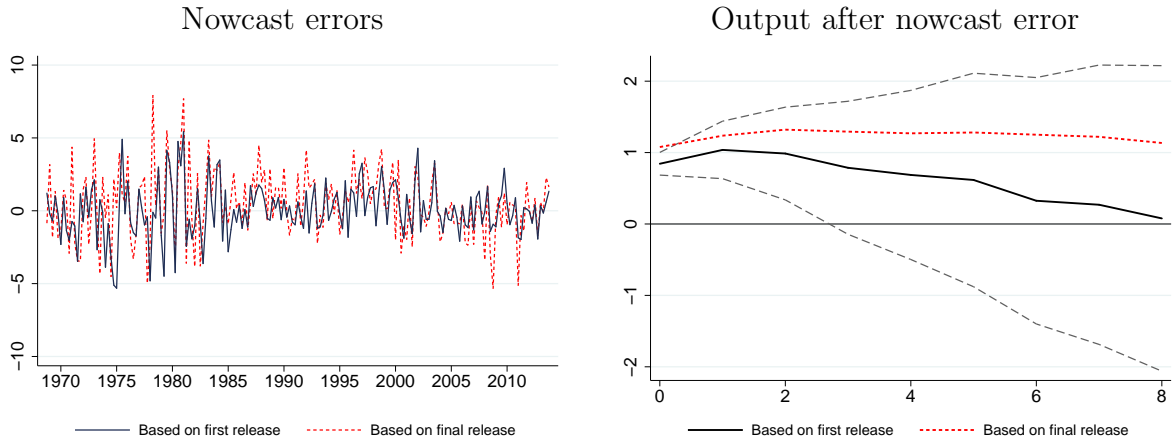 Nowcast errors
10
5
0
−5
−10
1970 1975 1980 1985 1990 1995 2000 2005 2010
Based on first release Based on final release
Output after nowcast error
2
1
0
−1
−2
0 2 4 6 8
Based on first release Based on final release